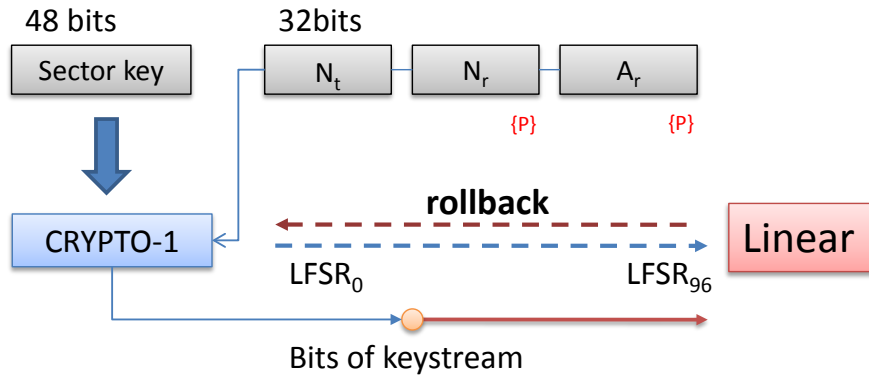 48 bits
32bits
Sector key
Nt
Nr
Ar
{P}
{P}
rollback
CRYPTO-1
Linear
LFSR0
LFSR96
Bits of keystream